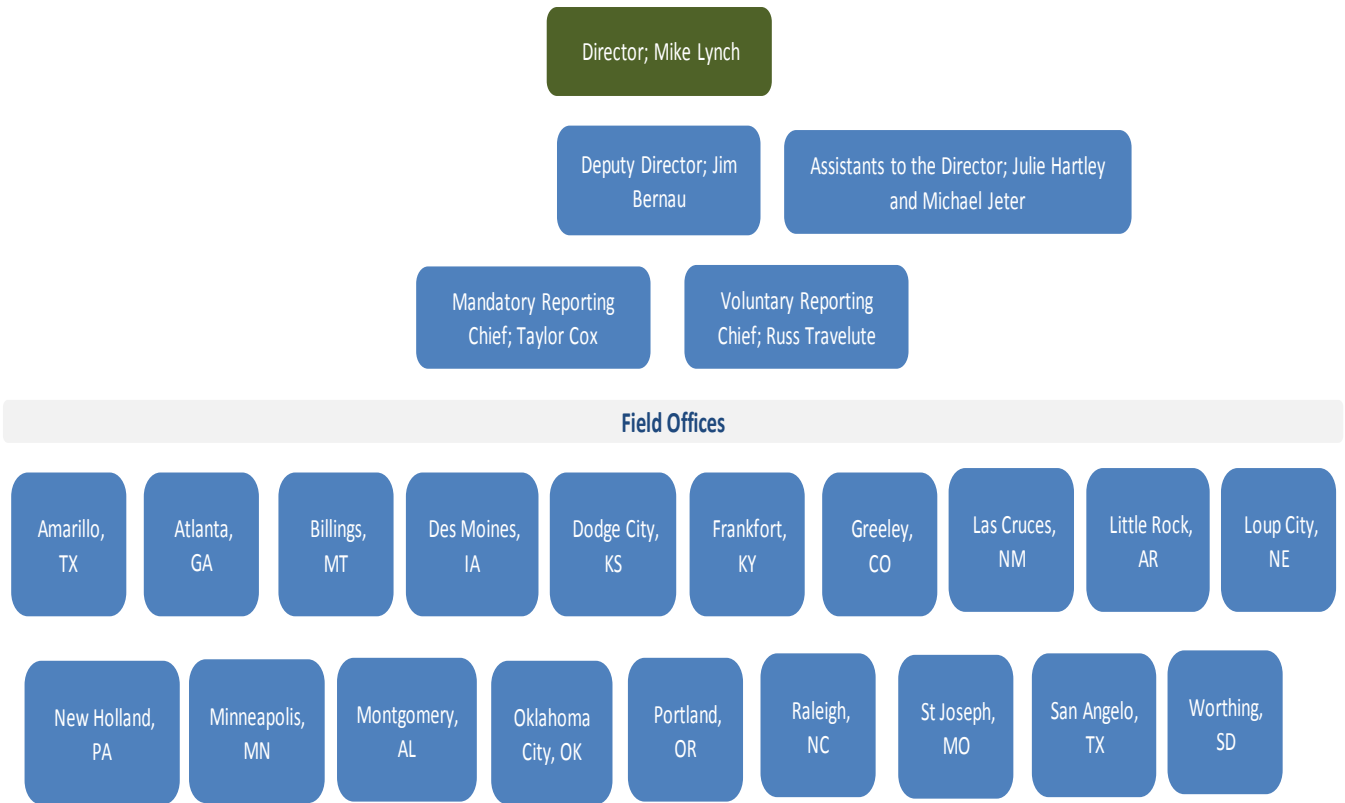 Director; Mike Lynch
Deputy Director; Jim
Bernau
Assistants to the Director; Julie Hartley
and Michael Jeter
Mandatory Reporting
Chief; Taylor Cox
Voluntary Reporting
Chief; Russ Travelute
Field Offices
Amarillo,
TX
Atlanta,
GA
Billings,
MT
Des Moines,
IA
Dodge City,
KS
Frankfort,
KY
Greeley,
CO
Las Cruces,
NM
Little Rock,
AR
Loup City,
NE
New Holland,
PA
Minneapolis,
MN
Montgomery,
AL
Oklahoma
City, OK
Portland,
OR
Raleigh,
NC
St Joseph,
MO
San Angelo,
TX
Worthing,
SD